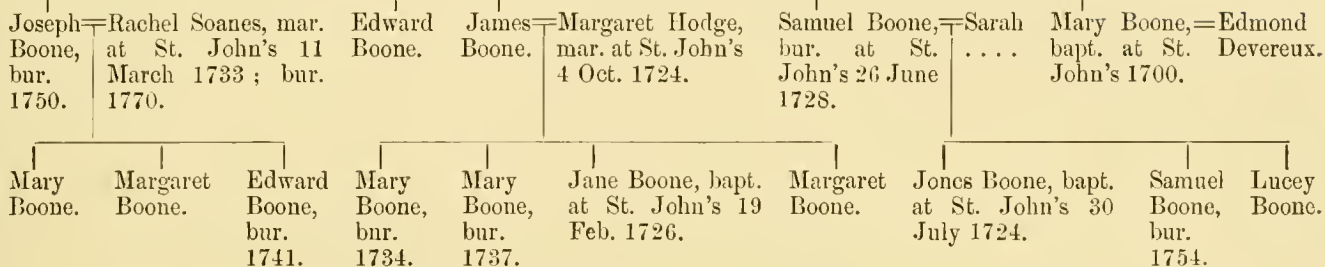 Joseph=Rachel Soanes, mar.
Boone, at St. John's 11
bur. March 1733 ; bur.
1750. 1770.
Edward
Boone.
James=Margaret Hodge,
Boone. mar. at St. John's
4 Oct. 1724.
Samuel Boone,=Sarah
bur. at St. ....
John's 26 June
1728.
Mary Boone,=Edmond
bapt. at St. Devereux.
John's 1700.
Mary
Boone.
Margaret
Boone.
Edward
Boone,
bur.
1741.
Mary
Boone,
bur.
1734.
Mary
Boone,
bur.
1737.
Jane Boone, bapt.
at St. John's 19
Feb. 1726.
Margaret
Boone.
Jones Boone, bapt.
at St. John's 30
July 1724.
Samuel
Boone,
bur.
1754.
Lucey
Boone.